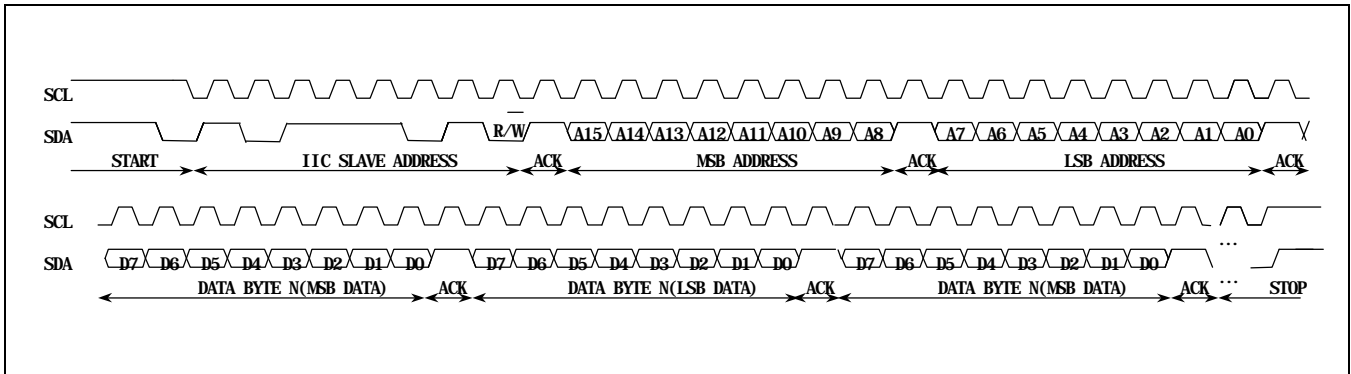 SCL
SDA R/W A15 A14 A13 A12 A11 A10 A9 A8 A7 A6 A5 A4 A3 A2 A1 A0
START IIC SLAVE ADDRESS ACK MSB ADDRESS ACK LSB ADDRESS ACK
SCL
...
SDA D7 D6 D5 D4 D3 D2 D1 D0 D7 D6 D5 D4 D3 D2 D1 D0 D7 D6 D5 D4 D3 D2 D1 D0
DATA BYTE N(MSB DATA) ACK DATA BYTE N(LSB DATA) ACK DATA BYTE N(MSB DATA) ACK ... STOP